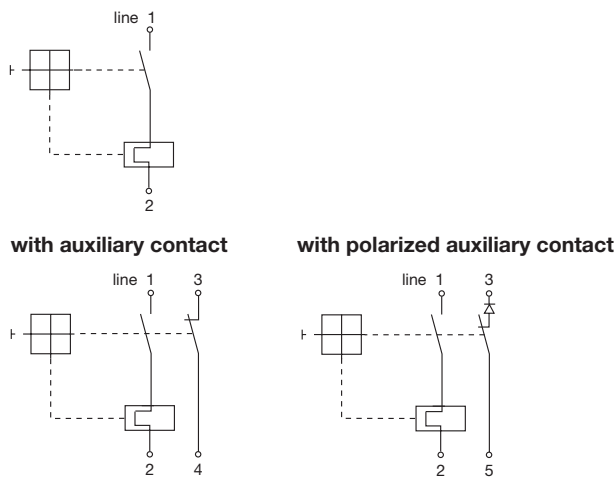 line 1
2
with auxiliary contact
with polarized auxiliary contact
line 1 3
2 4
line 1 3
2 5